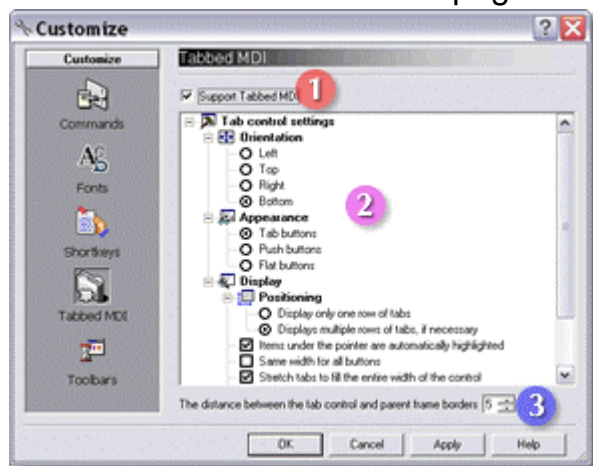 Customize
Customize
Commands
Fonts
Shortkeys
Tabbed MDI
Toolbars
Tabbed MDI
Support Tabbed MDI
1
Tab control settings
Orientation
Left
Top
Right
Bottom
2
Appearance
Tab buttons
Push buttons
Flat buttons
Display
Positioning
Display only one row of tabs
Displays multiple rows of tabs, if necessary
Items under the pointer are automatically highlighted
Same width for all buttons
Stretch tabs to fill the entire width of the control
The distance between the tab control and parent frame borders 5
3
OK Cancel Apply Help